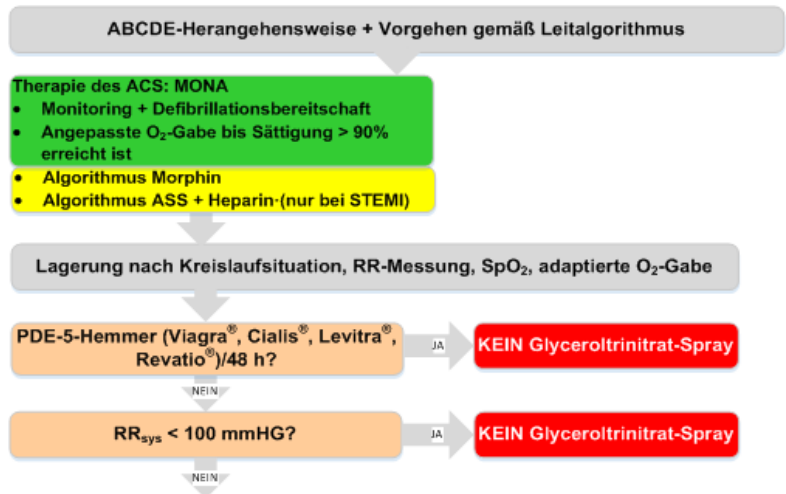 ABCDE-Herangehensweise + Vorgehen gemäß Leitalgorithmus
Therapie des ACS: MONA
• Monitoring + Defibrillationsbereitschaft
• Angepasste O₂-Gabe bis Sättigung > 90%
erreicht ist
• Algorithmus Morphin
• Algorithmus ASS + Heparin·(nur bei STEMI)
Lagerung nach Kreislaufsituation, RR-Messung, SpO₂, adaptierte O₂-Gabe
PDE-5-Hemmer (Viagra®, Cialis®, Levitra®,
Revatio®)/48 h?
JA
KEIN Glyceroltrinitrat-Spray
NEIN
RRsys < 100 mmHG?
JA
KEIN Glyceroltrinitrat-Spray
NEIN